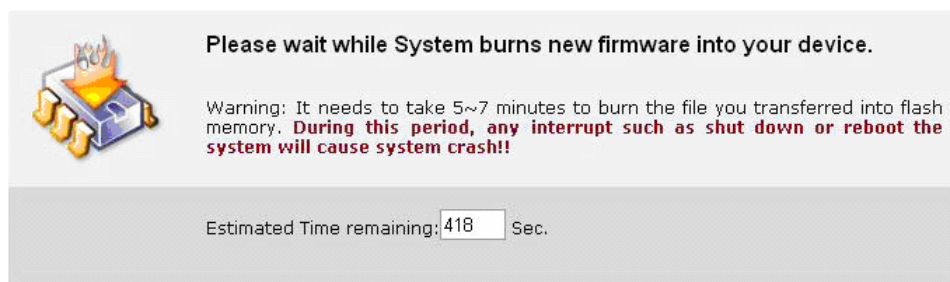 Please wait while System burns new firmware into your device.
Warning: It needs to take 5~7 minutes to burn the file you transferred into flash
memory. During this period, any interrupt such as shut down or reboot the
system will cause system crash!!
Estimated Time remaining: 418 Sec.